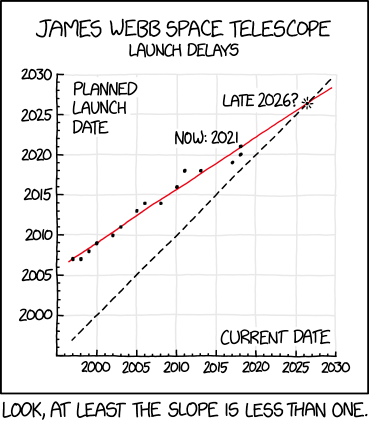 JAMES WEBB SPACE TELESCOPE
LAUNCH DELAYS
2030
PLANNED
LAUNCH
DATE
2025
LATE 2026?
NOW: 2021
2020
2015
2010
2005
2000
CURRENT DATE
2000 2005 2010 2015 2020 2025 2030
LOOK, AT LEAST THE SLOPE IS LESS THAN ONE.